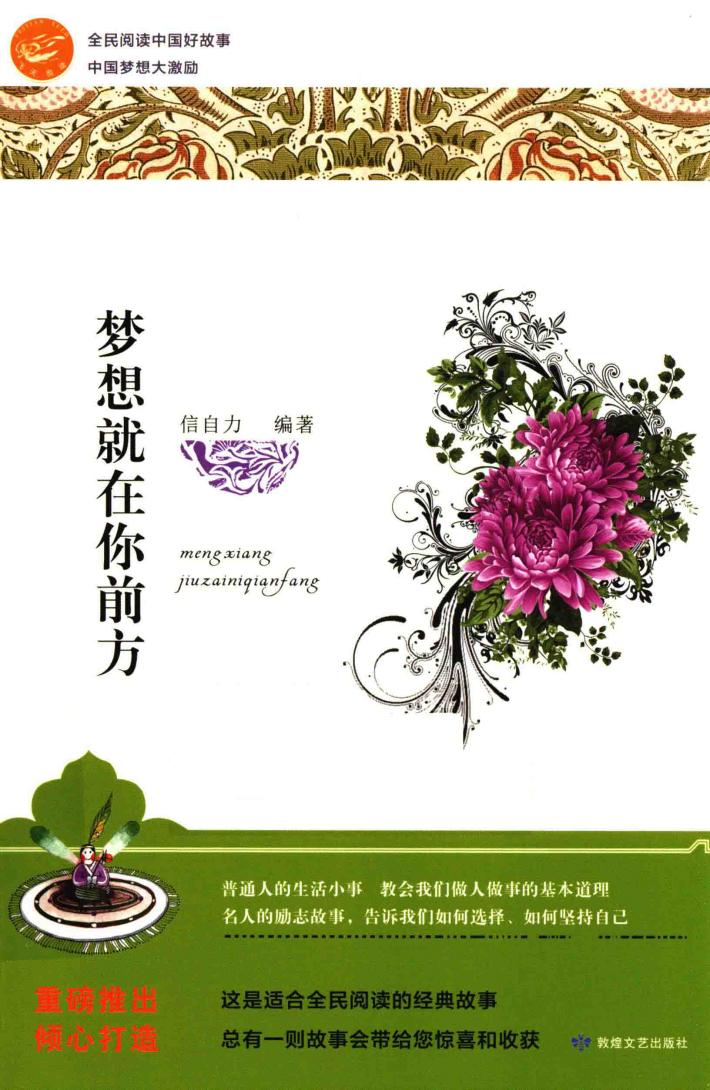 全民阅读中国好故事
中国梦想大激励
梦想就在你前方
信自力 编著
mengxiang
jiuzainiqianfang
普通人的生活小事 教会我们做人做事的基本道理
名人的励志故事，告诉我们如何选择、如何坚持自己
重磅推出
倾心打造
这是适合全民阅读的经典故事
总有一则故事会带给您惊喜和收获
敦煌文艺出版社